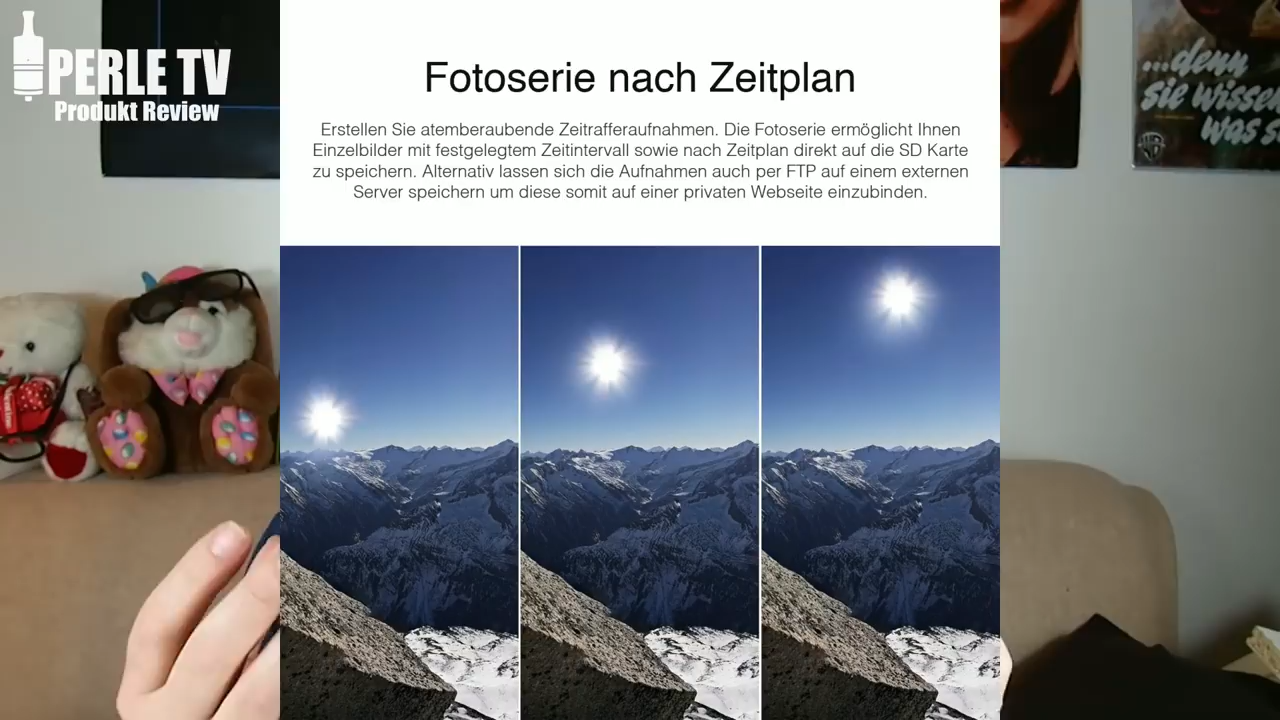 PERLE TV
Produkt Review
Fotoserie nach Zeitplan
Erstellen Sie atemberaubende Zeitrafferaufnahmen. Die Fotoserie ermöglicht Ihnen
Einzelbilder mit festgelegtem Zeitintervall sowie nach Zeitplan direkt auf die SD Karte
zu speichern. Alternativ lassen sich die Aufnahmen auch per FTP auf einem externen
Server speichern um diese somit auf einer privaten Webseite einzubinden.
...denn
sie wissen
was s